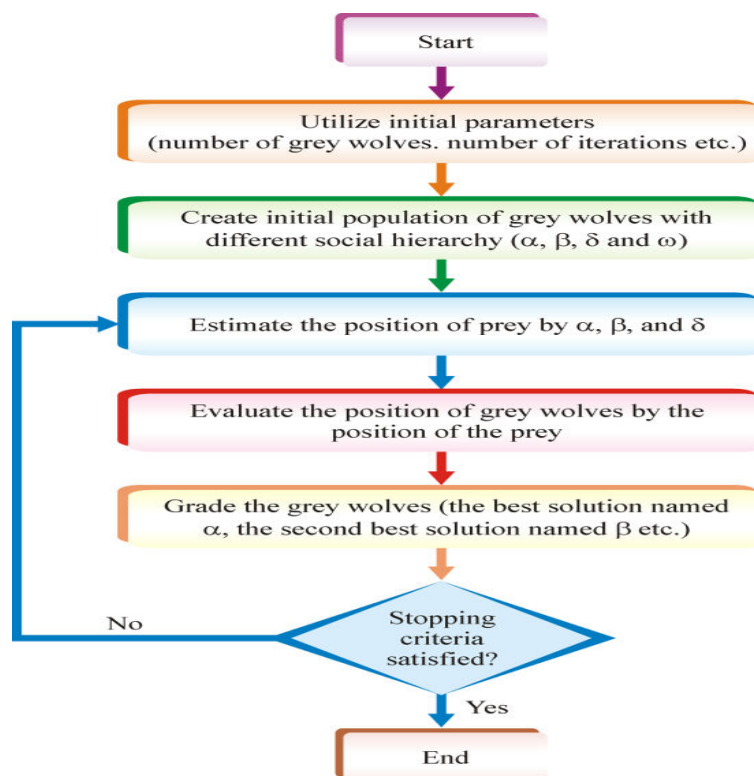 Start
Utilize initial parameters
(number of grey wolves. number of iterations etc.)
Create initial population of grey wolves with
different social hierarchy (α, β, δ and ω)
Estimate the position of prey by α, β, and δ
Evaluate the position of grey wolves by the
position of the prey
Grade the grey wolves (the best solution named
α, the second best solution named β etc.)
Stopping
criteria
satisfied?
No
Yes
End